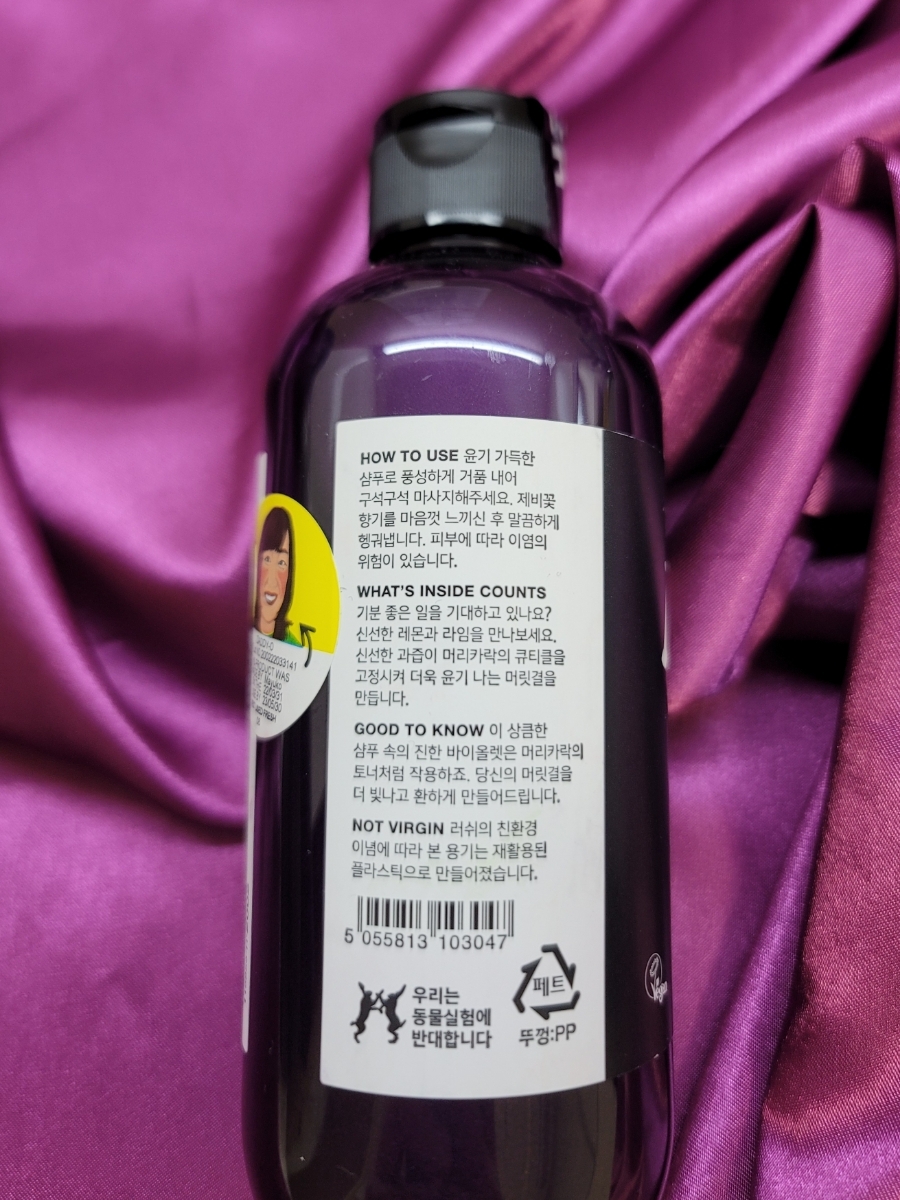 HOW TO USE 윤기 가득한
샴푸로 풍성하게 거품 내어
구석구석 마사지해주세요. 제비꽃
향기를 마음껏 느끼신 후 말끔하게
헹궈냅니다. 피부에 따라 이염의
위험이 있습니다.
WHAT'S INSIDE COUNTS
기분 좋은 일을 기대하고 있나요?
신선한 레몬과 라임을 만나보세요.
신선한 과즙이 머리카락의 큐티클을
고정시켜 더욱 윤기 나는 머릿결을
만듭니다.
GOOD TO KNOW 이 상큼한
샴푸 속의 진한 바이올렛은 머리카락의
토너처럼 작용하죠. 당신의 머릿결을
더 빛나고 환하게 만들어드립니다.
NOT VIRGIN 러쉬의 친환경
이념에 따라 본 용기는 재활용된
플라스틱으로 만들어졌습니다.
5 055813 103047
우리는
동물실험에
반대합니다
페트
뚜껑:PP
Vegan
WAS
Mayuko
22/03/31
23/05/30
FRESH